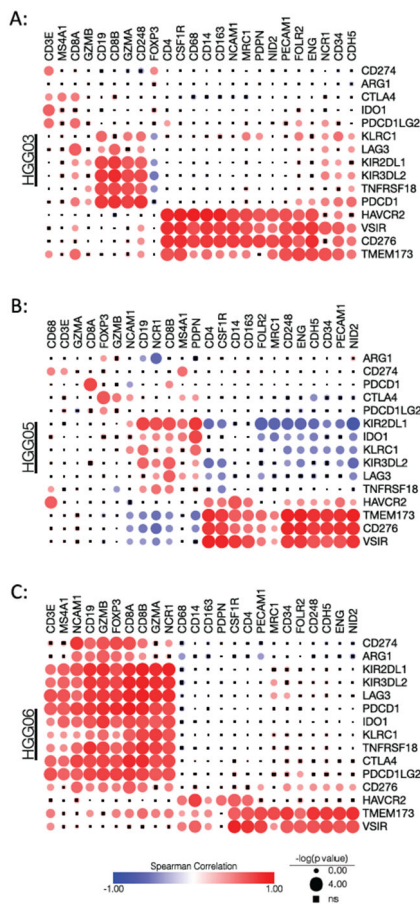 A:
CD3E MS4A1 CD8A GZMB CD19 CD8B GZMA CD248 FOXP3 CD4 CSF1R CD68 CD14 CD163 NCAM1 MRC1 PDPN NID2 PECAM1 FOLR2 ENG NCR1 CD34 CDH5
HGG03
CD274
ARG1
CTLA4
IDO1
PDCD1LG2
KLRC1
LAG3
KIR2DL1
KIR3DL2
TNFRSF18
PDCD1
HAVCR2
VSIR
CD276
TMEM173
B:
CD68 CD3E GZMA CD8A FOXP3 GZMB NCAM1 CD19 NCR1 CD8B MS4A1 PDPN CD4 CSF1R CD14 CD163 FOLR2 MRC1 CD248 ENG CDH5 CD34 PECAM1 NID2
HGG05
ARG1
CD274
PDCD1
CTLA4
PDCD1LG2
KIR2DL1
IDO1
KLRC1
KIR3DL2
LAG3
TNFRSF18
HAVCR2
TMEM173
CD276
VSIR
C:
CD3E MS4A1 NCAM1 CD19 GZMB FOXP3 CD8A CD8B GZMA NCR1 CD68 CD14 CD163 PDPN CSF1R CD4 PECAM1 MRC1 CD34 FOLR2 CD248 CDH5 ENG NID2
HGG06
CD274
ARG1
KIR2DL1
KIR3DL2
LAG3
PDCD1
IDO1
KLRC1
TNFRSF18
CTLA4
PDCD1LG2
CD276
HAVCR2
TMEM173
VSIR
Spearman Correlation
-1.00 1.00
-log(p value)
0.00
4.00
ns